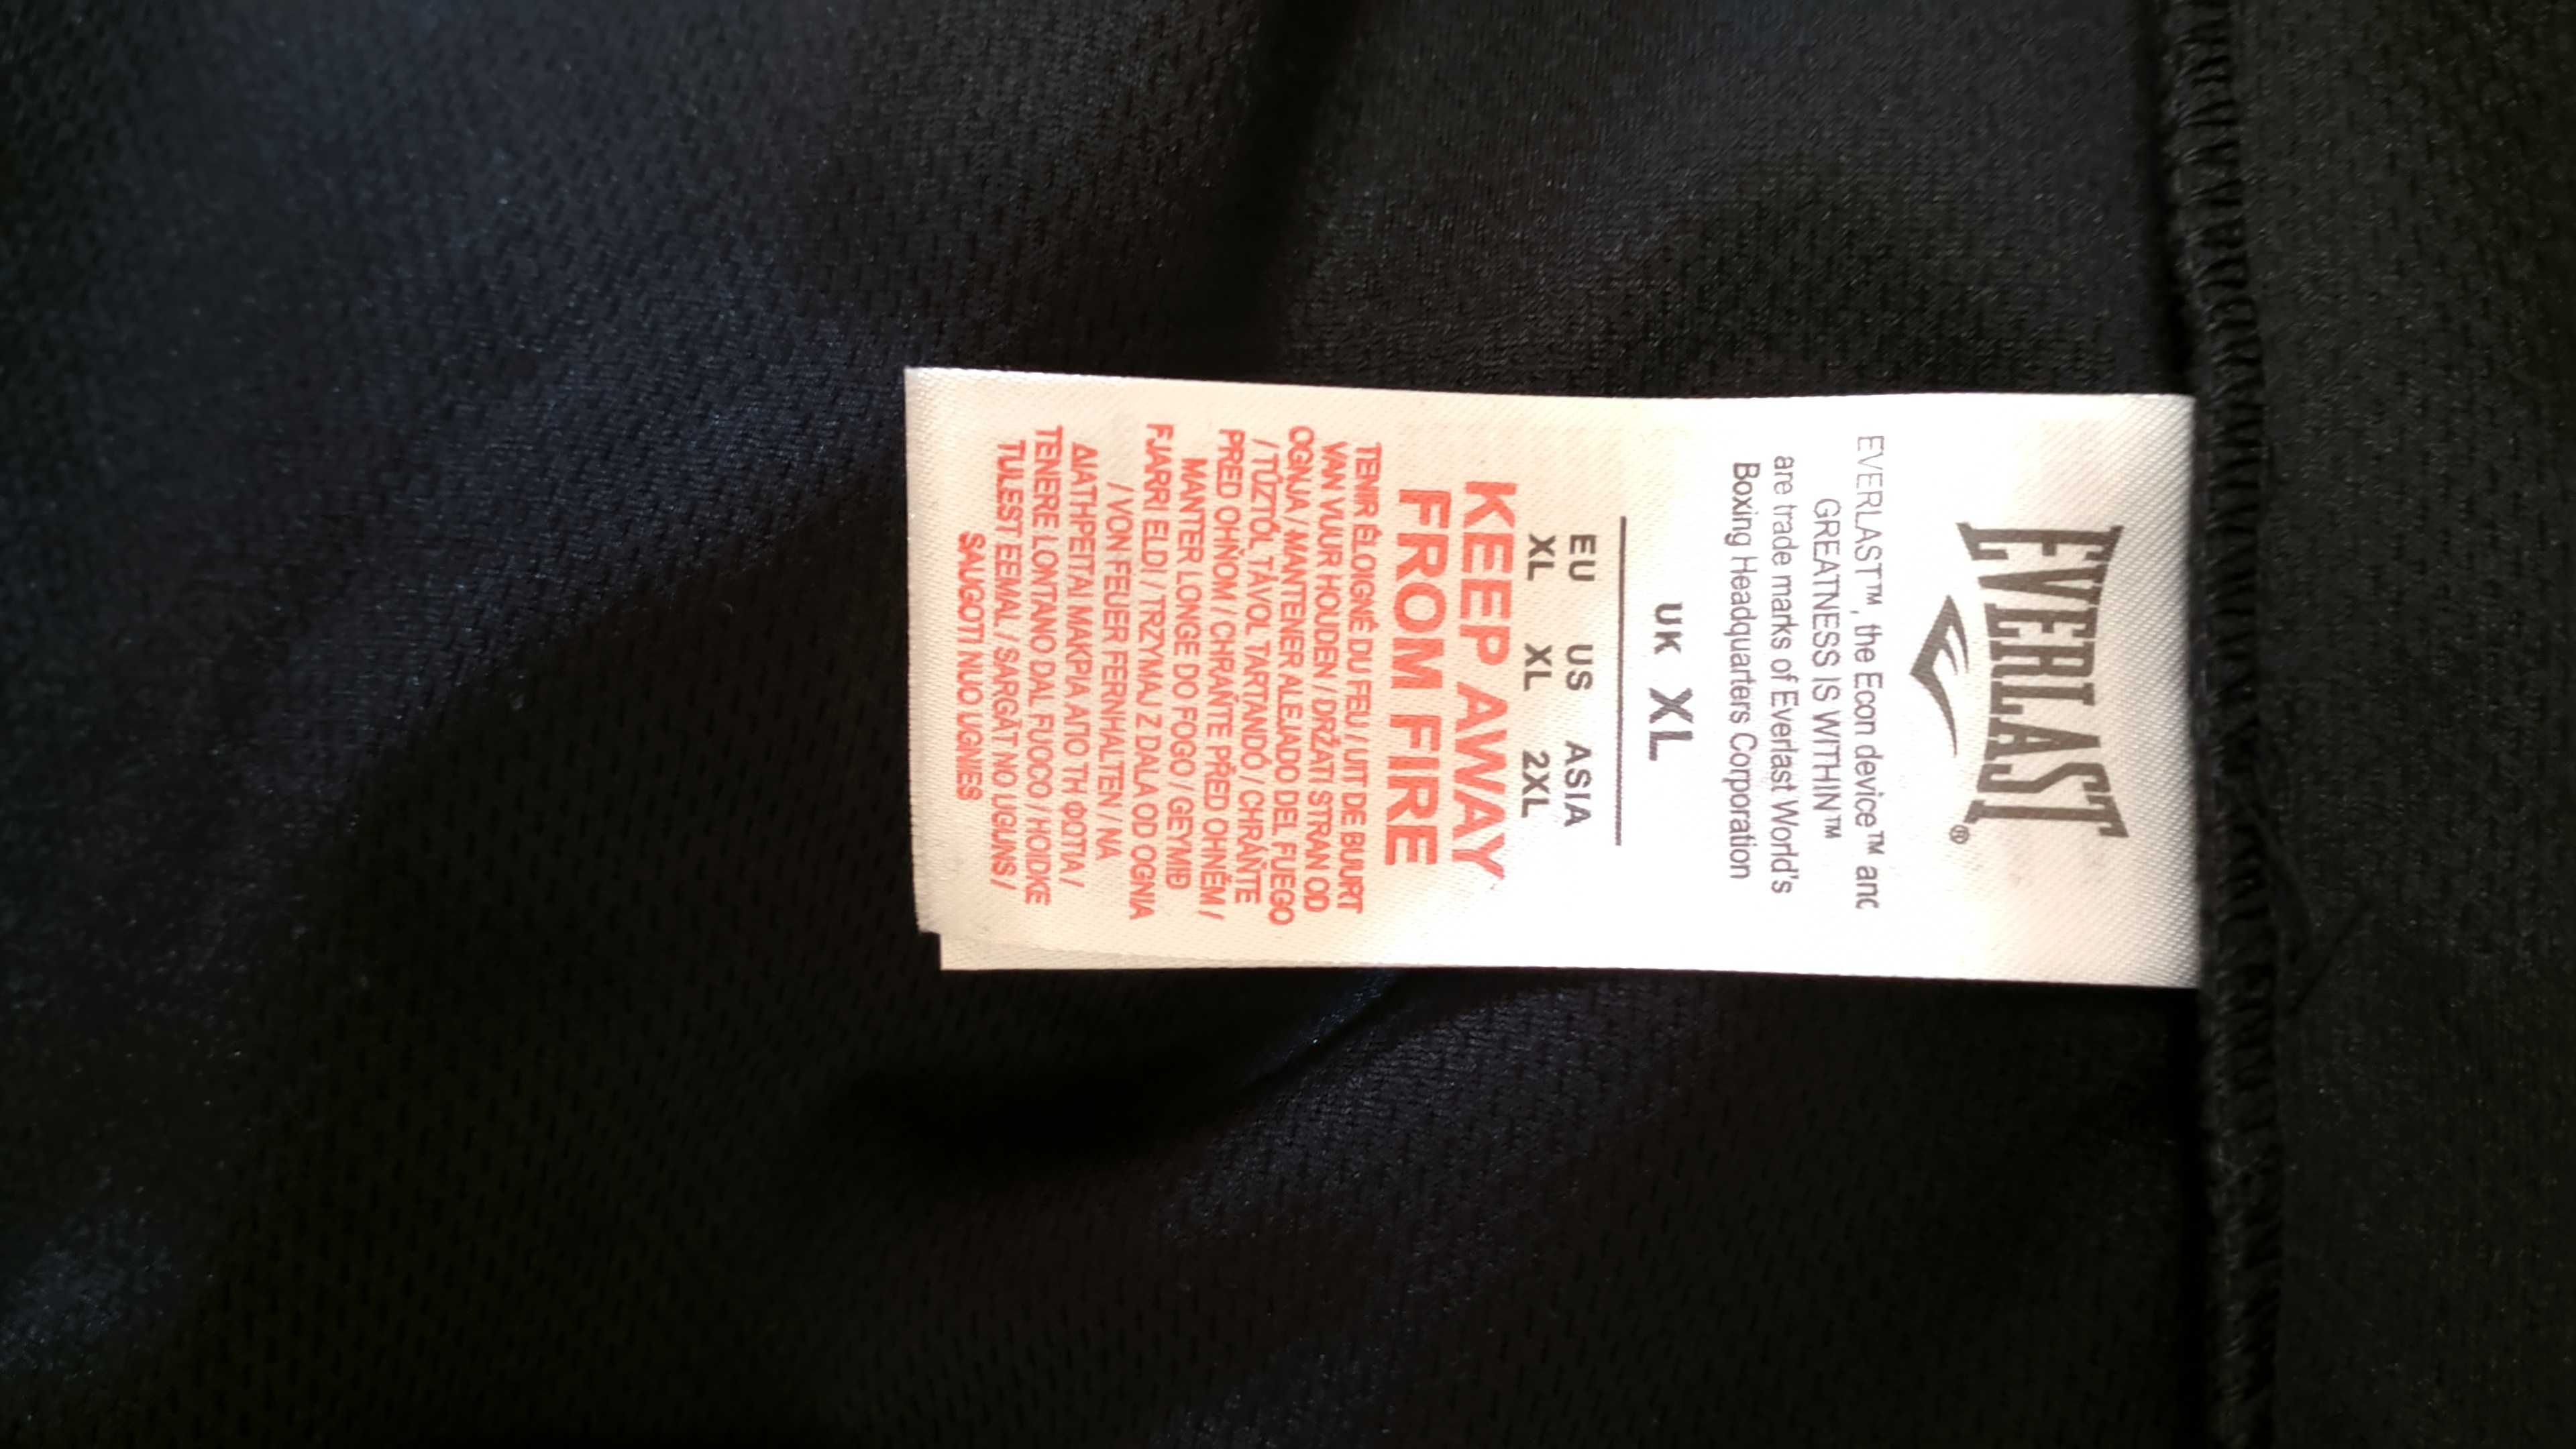 EVERLAST®
EVERLAST™, the Econ device™ and
GREATNESS IS WITHIN™
are trade marks of Everlast World's
Boxing Headquarters Corporation
UK XL
EU US ASIA
XL XL 2XL
KEEP AWAY
FROM FIRE
TENIR ÉLOIGNÉ DU FEU / UIT DE BUURT
VAN VUUR HOUDEN / DRŽATI STRAN OD
OGNJA / MANTENER ALEJADO DEL FUEGO
/ TŰZTŐL TÁVOL TARTANDÓ / CHRÁŇTE
PRED OHŇOM / CHRAŇTE PŘED OHNĚM /
MANTER LONGE DO FOGO / GEYMIÐ
FJARRI ELDI / TRZYMAJ Z DALA OD OGNIA
/ VON FEUER FERNHALTEN / NA
ΔΙΑΤΗΡΕΙΤΑΙ ΜΑΚΡΙΑ ΑΠΟ ΤΗ ΦΩΤΙΑ /
TENERE LONTANO DAL FUOCO / HOIDKE
TULEST EEMAL / SARGĀT NO UGUNS /
SAUGOTI NUO UGNIES